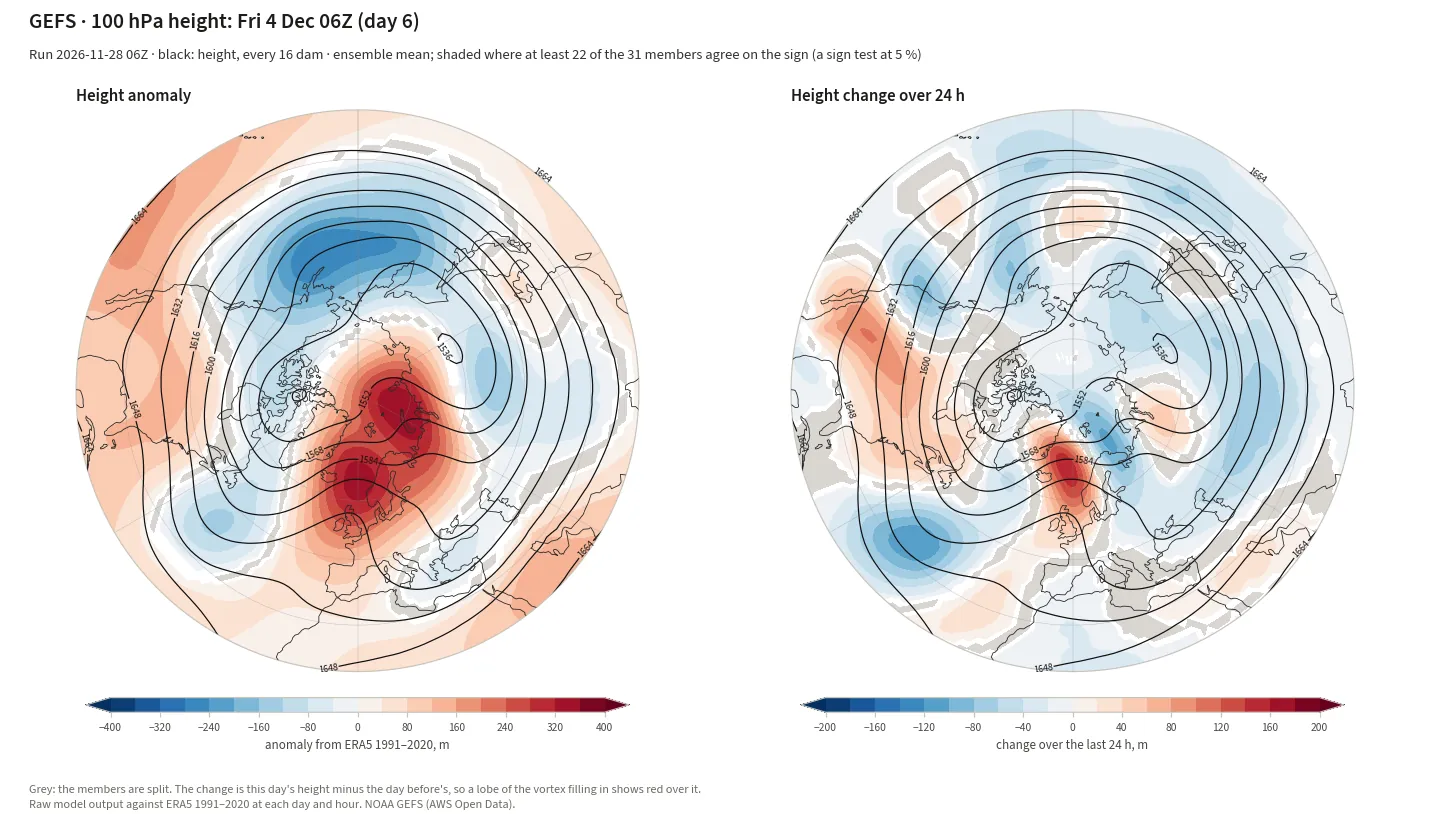 GEFS · 100 hPa height: Fri 4 Dec 06Z (day 6)
Run 2026-11-28 06Z · black: height, every 16 dam · ensemble mean; shaded where at least 22 of the 31 members agree on the sign (a sign test at 5 %)
Height anomaly
Height change over 24 h
1664
1664
1632
1616
1600
1536
1552
1648
1568
1584
1664
1648
1664
1664
1632
1616
1600
1536
1552
1648
1568
1584
1664
1648
−400 −320 −240 −160 −80 0 80 160 240 320 400
anomaly from ERA5 1991–2020, m
−200 −160 −120 −80 −40 0 40 80 120 160 200
change over the last 24 h, m
Grey: the members are split. The change is this day's height minus the day before's, so a lobe of the vortex filling in shows red over it.
Raw model output against ERA5 1991–2020 at each day and hour. NOAA GEFS (AWS Open Data).